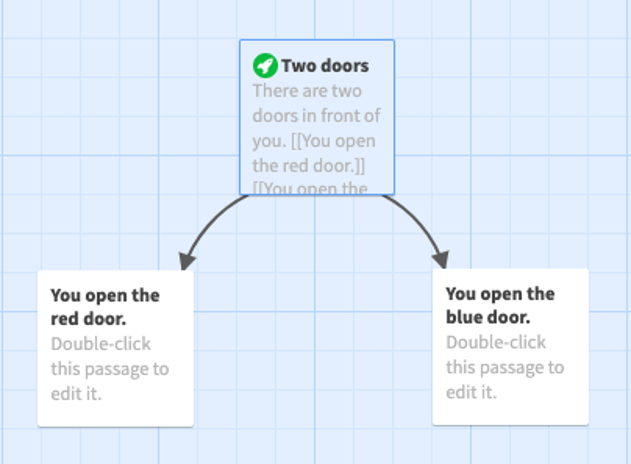 Two doors
There are two
doors in front of
you. [[You open
the red door.]]
[[You open the
You open the
red door.
Double-click
this passage to
edit it.
You open the
blue door.
Double-click
this passage to
edit it.